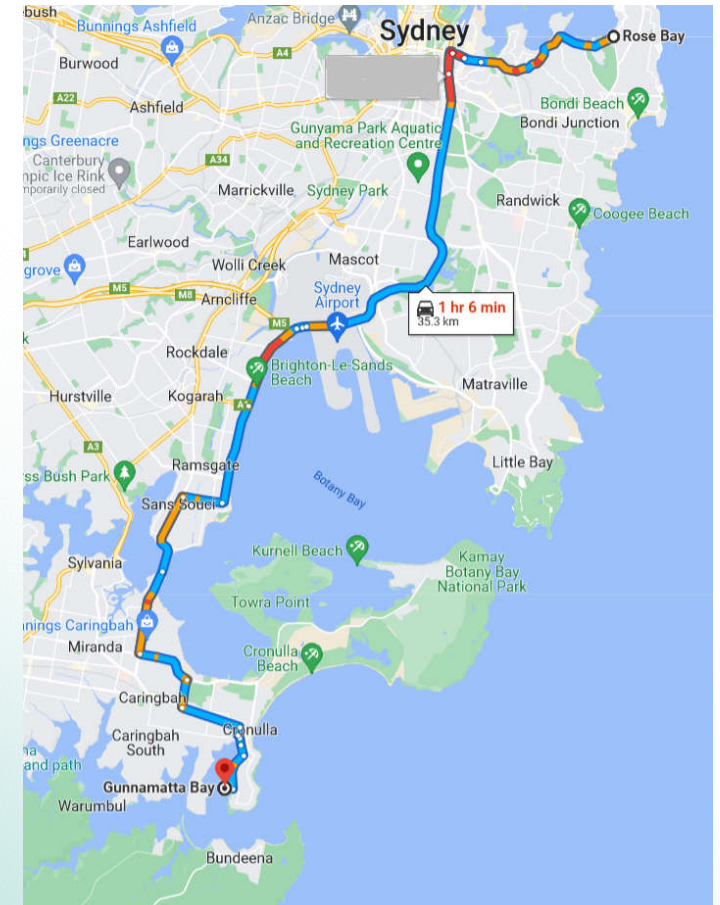 bush
Anzac Bridge
Bunnings Ashfield
Sydney
Rose Bay
A4
Burwood
A22
Ashfield
Bondi Beach
Bondi Junction
Gunyama Park Aquatic
and Recreation Centre
ngs Greenacre
Canterbury
mpic Ice Rink
mporarily closed
A34
Marrickville
Sydney Park
Randwick
Coogee Beach
Earlwood
Wolli Creek
Mascot
grove
M5
M8
Arncliffe
Sydney
Airport
1 hr 6 min
35.3 km
M5
Rockdale
Brighton-Le-Sands
Beach
Matraville
Hurstville
Kogarah
A3
Ramsgate
Little Bay
ss Bush Park
Botany Bay
Sans Souci
Kurnell Beach
Kamay
Botany Bay
National Park
Sylvania
Towra Point
nnings Caringbah
Miranda
Cronulla
Beach
Caringbah
Cronulla
Caringbah
South
na
and path
Gunnamatta Bay
Warumbul
Bundeena